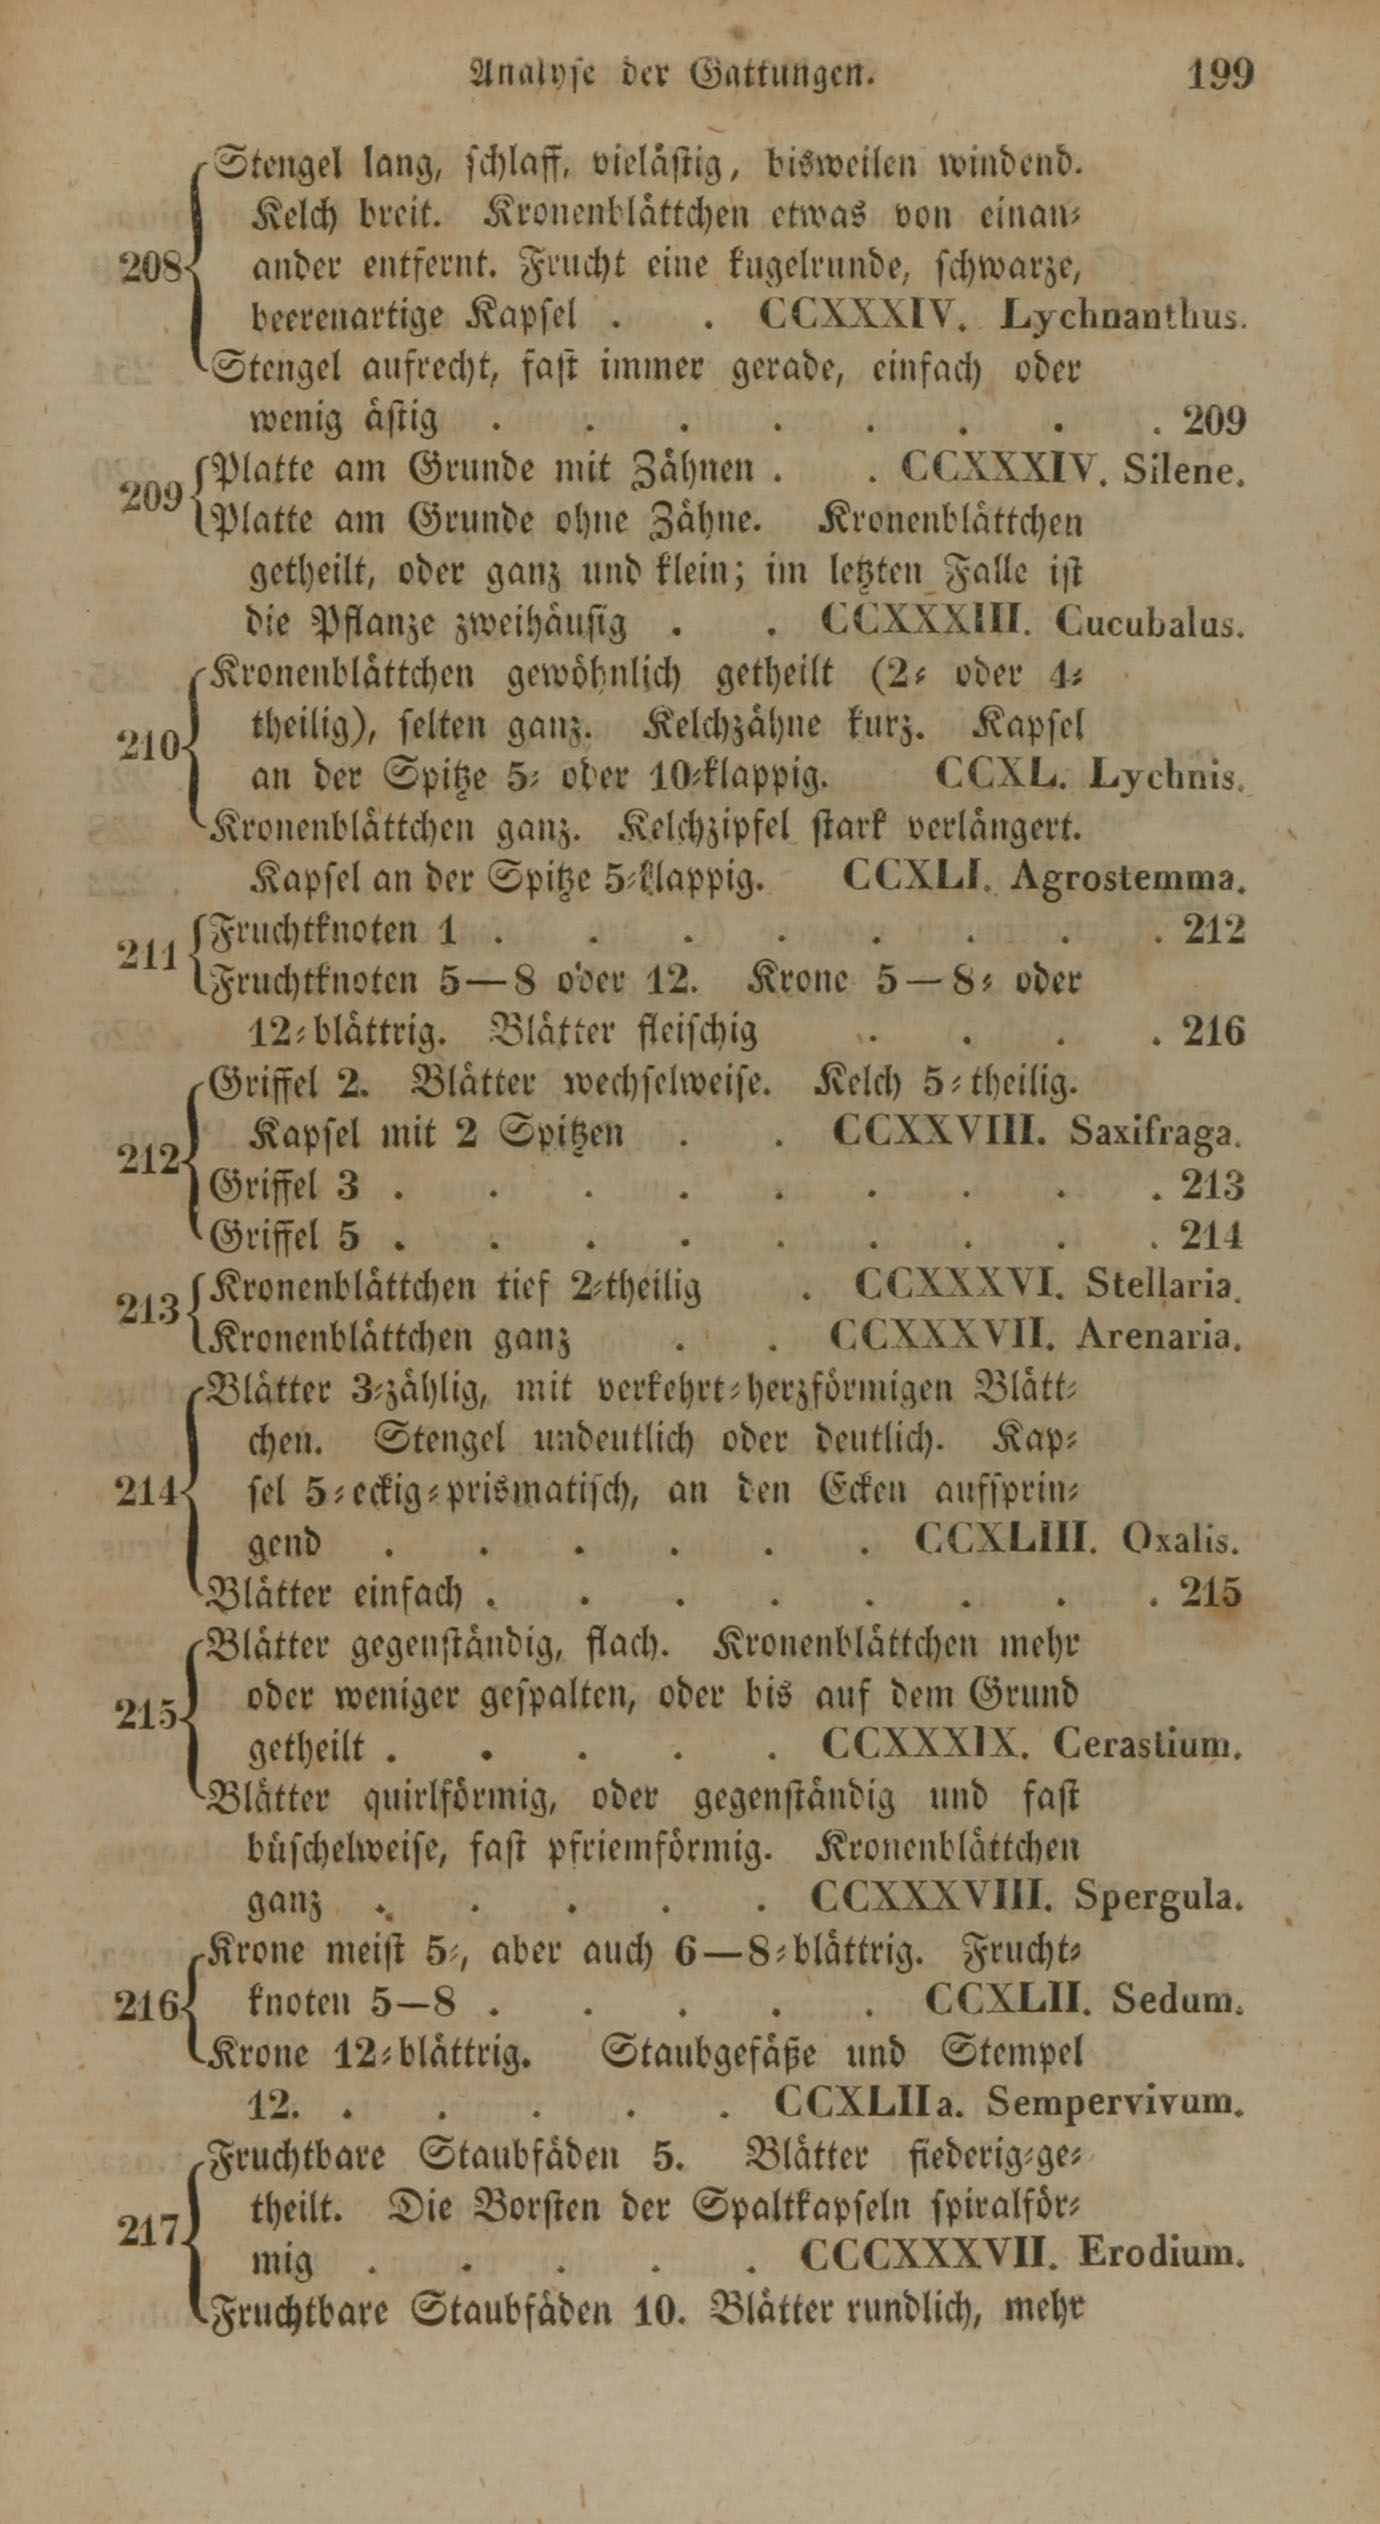 Analyse der Gattungen. 199
Stengel lang, schlaff, vielästig, bisweilen windend.
Kelch breit. Kronenblättchen etwas von einan-
208 ander entfernt. Frucht eine kugelrunde, schwarze,
beerenartige Kapsel . . CCXXXIV. Lychnanthus.
Stengel aufrecht, fast immer gerade, einfach oder
wenig ästig . . . . . . . . 209
209 Platte am Grunde mit Zähnen . . CCXXXIV. Silene.
Platte am Grunde ohne Zähne. Kronenblättchen
getheilt, oder ganz und klein; im letzten Falle ist
die Pflanze zweihäusig . . CCXXXIII. Cucubalus.
Kronenblättchen gewöhnlich getheilt (2- oder 4-
210 theilig), selten ganz. Kelchzähne kurz. Kapsel
an der Spitze 5- oder 10-klappig. CCXL. Lychnis.
Kronenblättchen ganz. Kelchzipfel stark verlängert.
Kapsel an der Spitze 5-klappig. CCXLI. Agrostemma.
211 Fruchtknoten 1 . . . . . . . . 212
Fruchtknoten 5—8 oder 12. Krone 5—8- oder
12-blättrig. Blätter fleischig . . . . 216
Griffel 2. Blätter wechselweise. Kelch 5-theilig.
212 Kapsel mit 2 Spitzen . . CCXXVIII. Saxifraga.
Griffel 3 . . . . . . . . . 213
Griffel 5 . . . . . . . . . 214
213 Kronenblättchen tief 2-theilig . CCXXXVI. Stellaria.
Kronenblättchen ganz . . CCXXXVII. Arenaria.
Blätter 3-zählig, mit verkehrt-herzförmigen Blätt-
chen. Stengel undeutlich oder deutlich. Kap-
214 sel 5-eckig-prismatisch, an den Ecken aufsprin-
gend . . . . . . CCXLIII. Oxalis.
Blätter einfach . . . . . . . . 215
Blätter gegenständig, flach. Kronenblättchen mehr
215 oder weniger gespalten, oder bis auf dem Grund
getheilt . . . . . CCXXXIX. Cerastium.
Blätter quirlförmig, oder gegenständig und fast
büschelweise, fast pfriemförmig. Kronenblättchen
ganz . . . . . CCXXXVIII. Spergula.
Krone meist 5-, aber auch 6—8-blättrig. Frucht-
216 knoten 5—8 . . . . . CCXLII. Sedum.
Krone 12-blättrig. Staubgefäße und Stempel
12. . . . . . CCXLIIa. Sempervivum.
Fruchtbare Staubfäden 5. Blätter fiederig-ge-
217 theilt. Die Borsten der Spaltkapseln spiralför-
mig . . . . . CCCXXXVII. Erodium.
Fruchtbare Staubfäden 10. Blätter rundlich, mehr